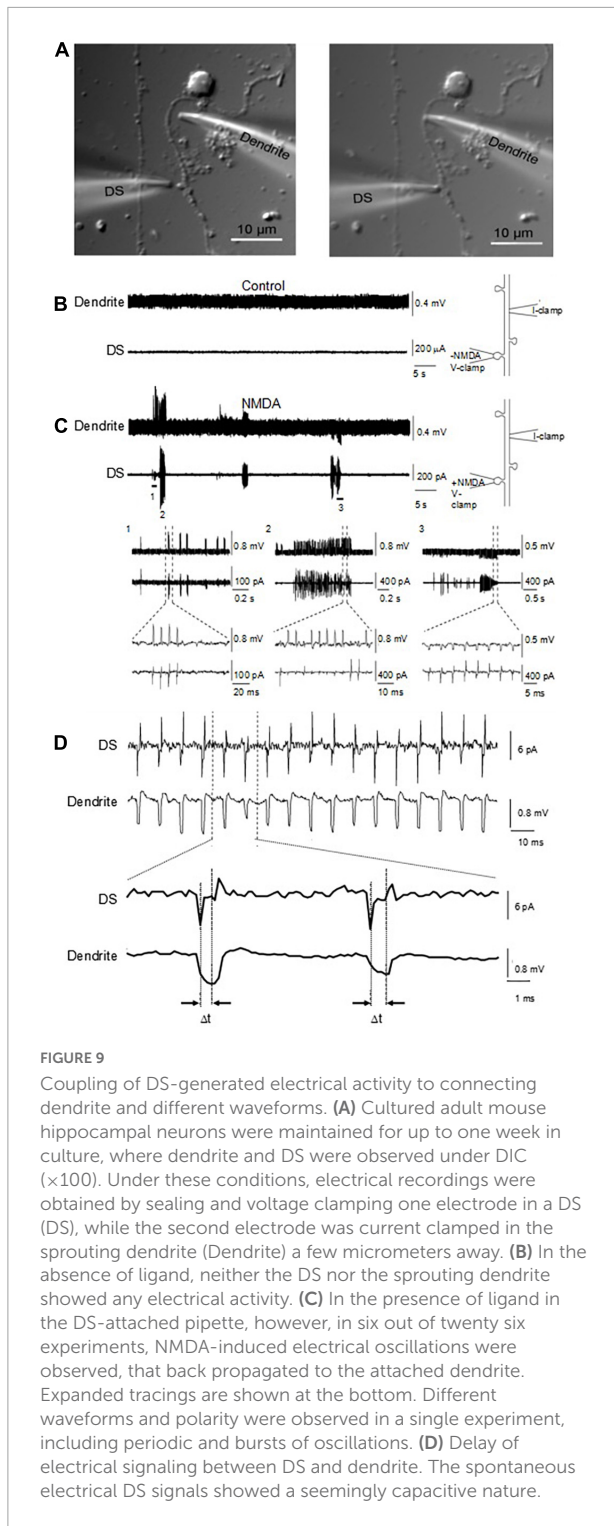 A
Dendrite
DS
10 µm
Dendrite
DS
10 µm
B
Control
Dendrite
0.4 mV
I-clamp
DS
200 µA
5 s
-NMDA
V-clamp
C
NMDA
Dendrite
0.4 mV
I-clamp
DS
200 pA
5 s
+NMDA
V-
clamp
1
2
3
1
2
3
0.8 mV
0.8 mV
0.5 mV
100 pA
0.2 s
400 pA
0.2 s
400 pA
0.5 s
0.8 mV
0.8 mV
0.5 mV
100 pA
20 ms
400 pA
10 ms
400 pA
5 ms
D
DS
6 pA
Dendrite
0.8 mV
10 ms
DS
6 pA
Dendrite
0.8 mV
1 ms
Δt
Δt
FIGURE 9
Coupling of DS-generated electrical activity to connecting
dendrite and different waveforms. (A) Cultured adult mouse
hippocampal neurons were maintained for up to one week in
culture, where dendrite and DS were observed under DIC
(×100). Under these conditions, electrical recordings were
obtained by sealing and voltage clamping one electrode in a DS
(DS), while the second electrode was current clamped in the
sprouting dendrite (Dendrite) a few micrometers away. (B) In the
absence of ligand, neither the DS nor the sprouting dendrite
showed any electrical activity. (C) In the presence of ligand in
the DS-attached pipette, however, in six out of twenty six
experiments, NMDA-induced electrical oscillations were
observed, that back propagated to the attached dendrite.
Expanded tracings are shown at the bottom. Different
waveforms and polarity were observed in a single experiment,
including periodic and bursts of oscillations. (D) Delay of
electrical signaling between DS and dendrite. The spontaneous
electrical DS signals showed a seemingly capacitive nature.